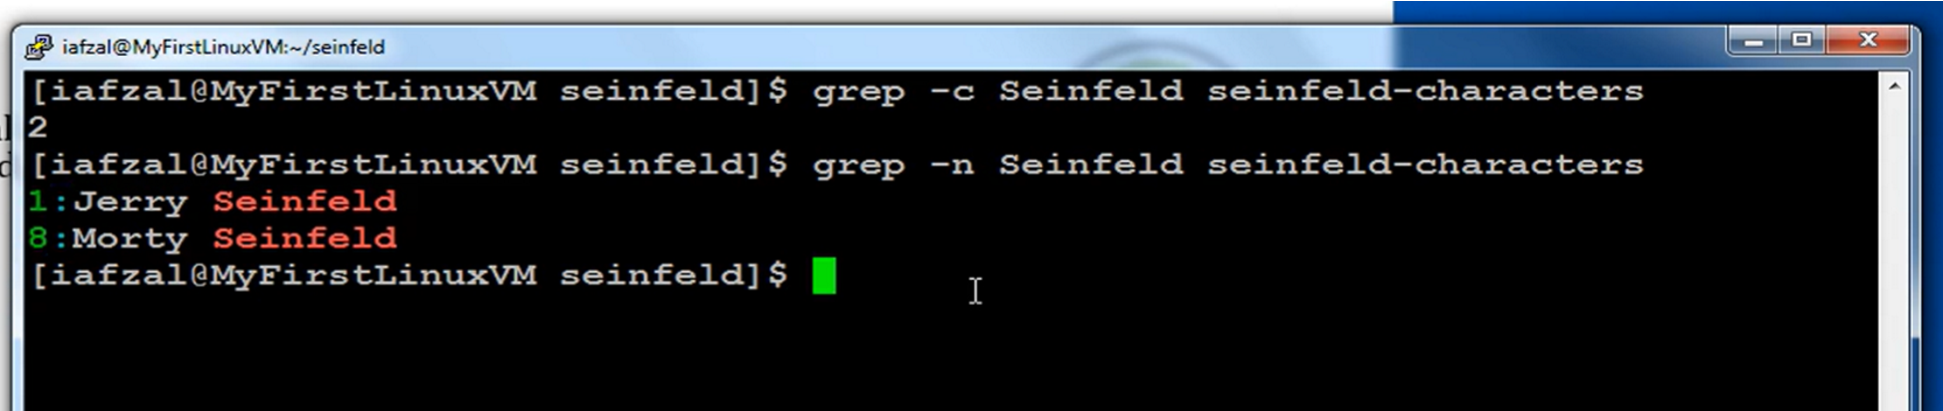 iafzal@MyFirstLinuxVM:~/seinfeld
[iafzal@MyFirstLinuxVM seinfeld]$ grep -c Seinfeld seinfeld-characters
2
[iafzal@MyFirstLinuxVM seinfeld]$ grep -n Seinfeld seinfeld-characters
1:Jerry Seinfeld
8:Morty Seinfeld
[iafzal@MyFirstLinuxVM seinfeld]$